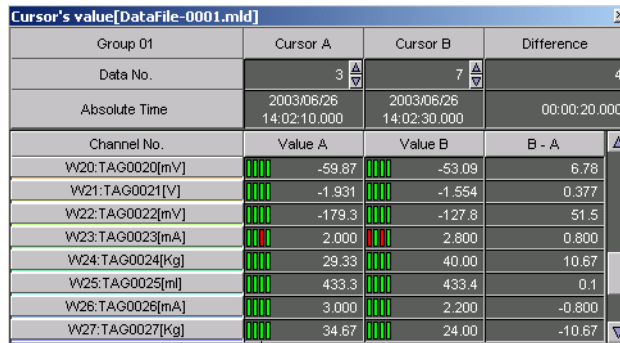 Cursor's value[DataFile-0001.mld]
Group 01 Cursor A Cursor B Difference
Data No. 3 7 4
Absolute Time 2003/06/26 14:02:10.000 2003/06/26 14:02:30.000 00:00:20.000
Channel No. Value A Value B B - A
W20:TAG0020[mV] -59.87 -53.09 6.78
W21:TAG0021[V] -1.931 -1.554 0.377
W22:TAG0022[mV] -179.3 -127.8 51.5
W23:TAG0023[mA] 2.000 2.800 0.800
W24:TAG0024[Kg] 29.33 40.00 10.67
W25:TAG0025[ml] 433.3 433.4 0.1
W26:TAG0026[mA] 3.000 2.200 -0.800
W27:TAG0027[Kg] 34.67 24.00 -10.67